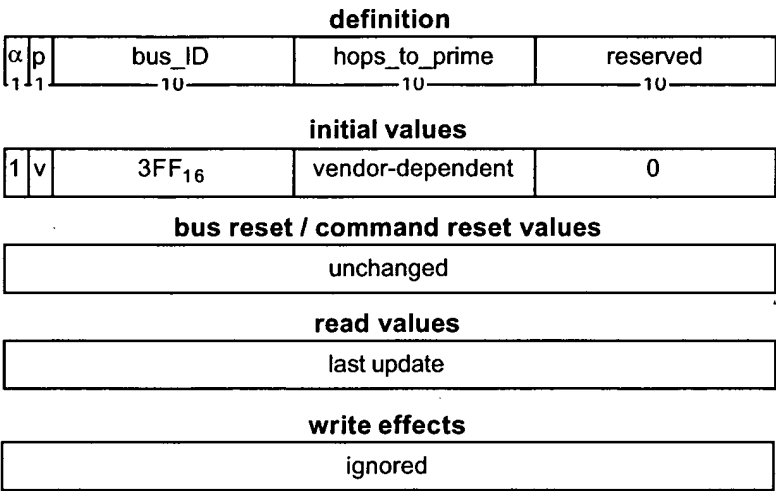 definition
α p bus_ID hops_to_prime reserved
1 1 10 10 10
initial values
1 v 3FF16 vendor-dependent 0
bus reset / command reset values
unchanged
read values
last update
write effects
ignored